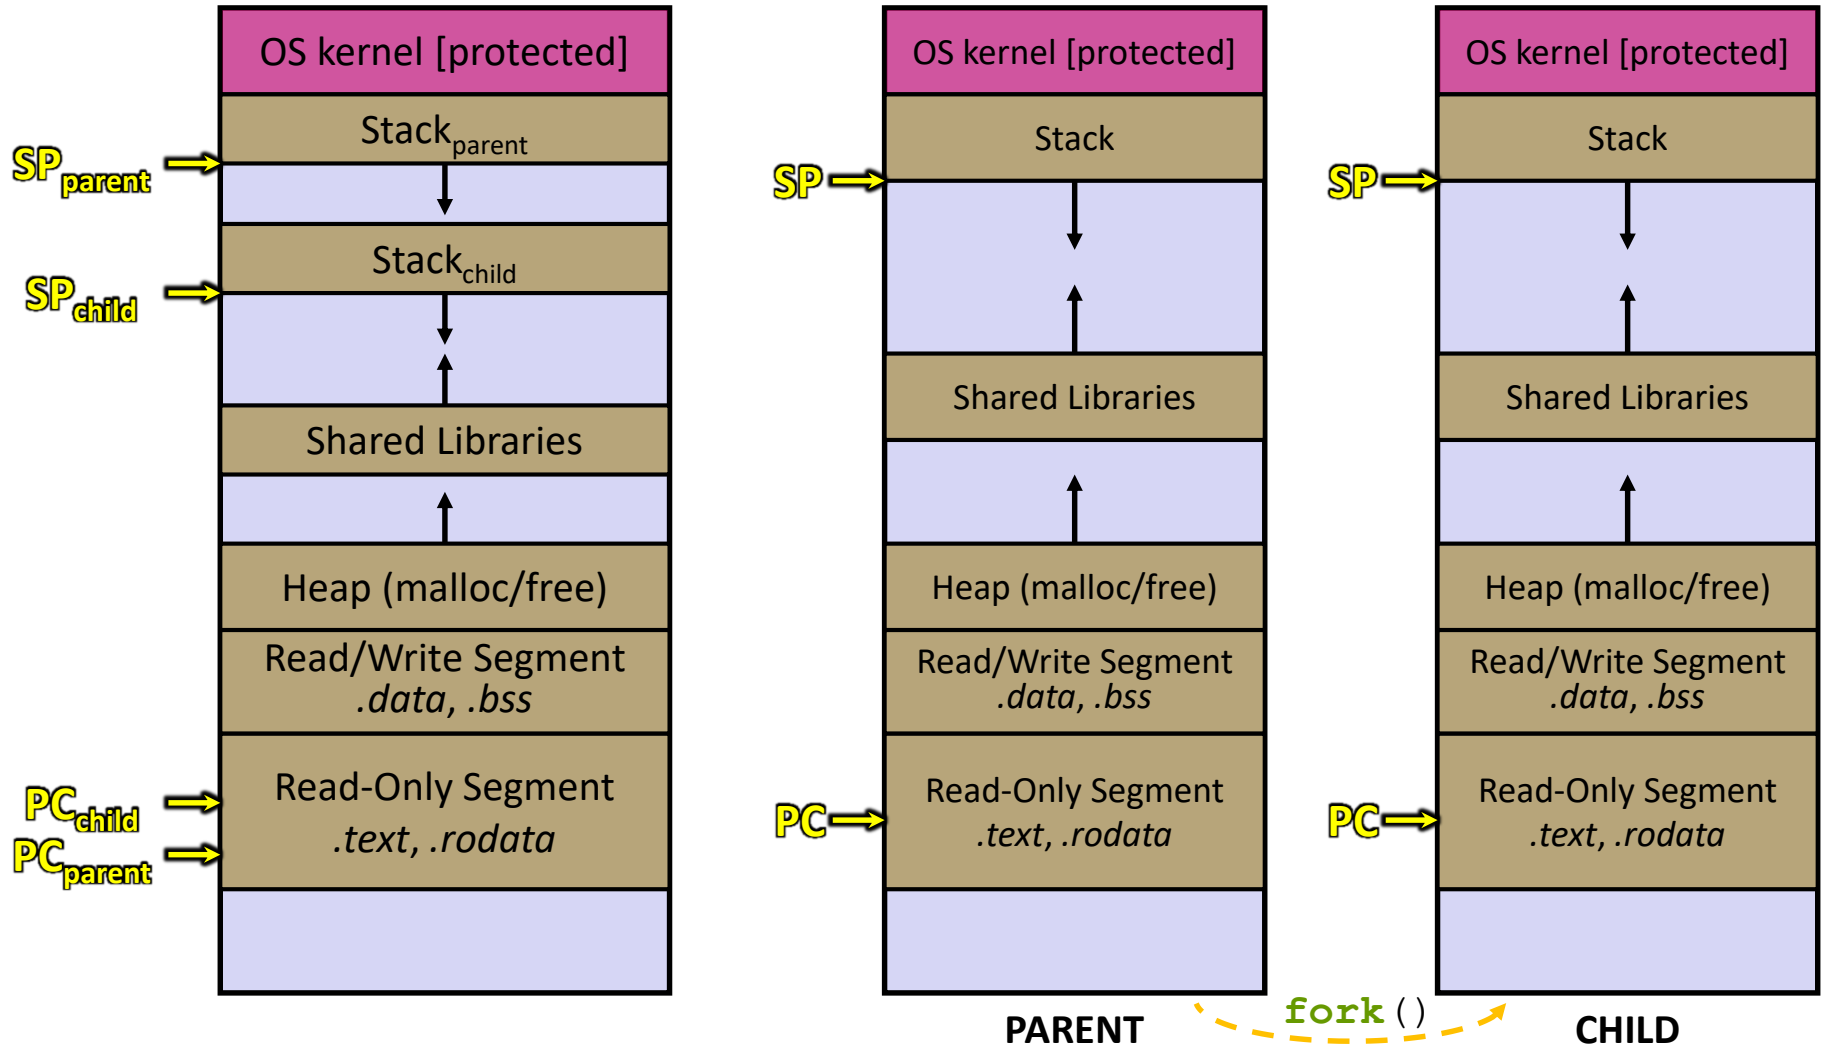 OS kernel [protected]
Stack parent
SP parent
Stack child
SP child
Shared Libraries
Heap (malloc/free)
Read/Write Segment
.data, .bss
Read-Only Segment
.text, .rodata
PC child
PC parent
OS kernel [protected]
Stack
SP
Shared Libraries
Heap (malloc/free)
Read/Write Segment
.data, .bss
Read-Only Segment
.text, .rodata
PC
PARENT
fork()
OS kernel [protected]
Stack
SP
Shared Libraries
Heap (malloc/free)
Read/Write Segment
.data, .bss
Read-Only Segment
.text, .rodata
PC
CHILD